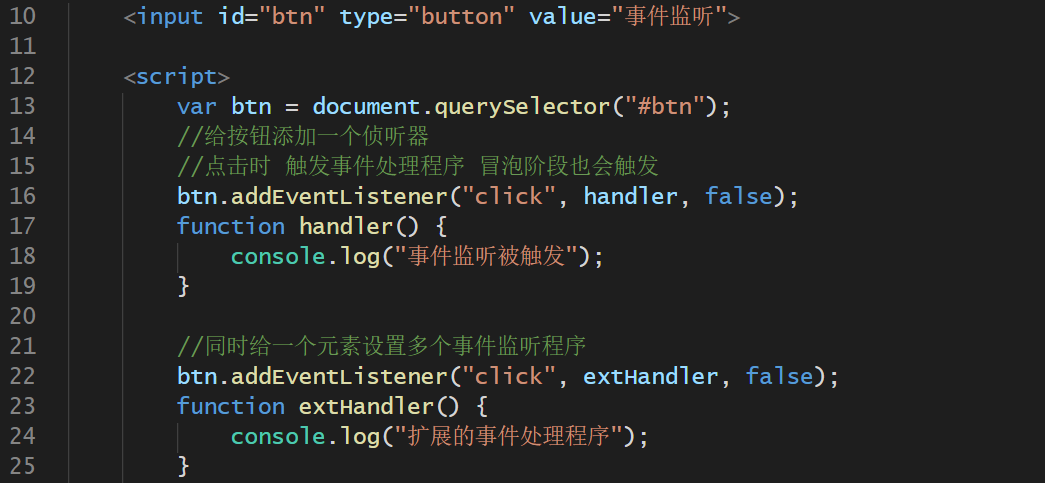 10 <input id="btn" type="button" value="事件监听">
11
12 <script>
13 var btn = document.querySelector("#btn");
14 //给按钮添加一个侦听器
15 //点击时 触发事件处理程序 冒泡阶段也会触发
16 btn.addEventListener("click", handler, false);
17 function handler() {
18 console.log("事件监听被触发");
19 }
20
21 //同时给一个元素设置多个事件监听程序
22 btn.addEventListener("click", extHandler, false);
23 function extHandler() {
24 console.log("扩展的事件处理程序");
25 }